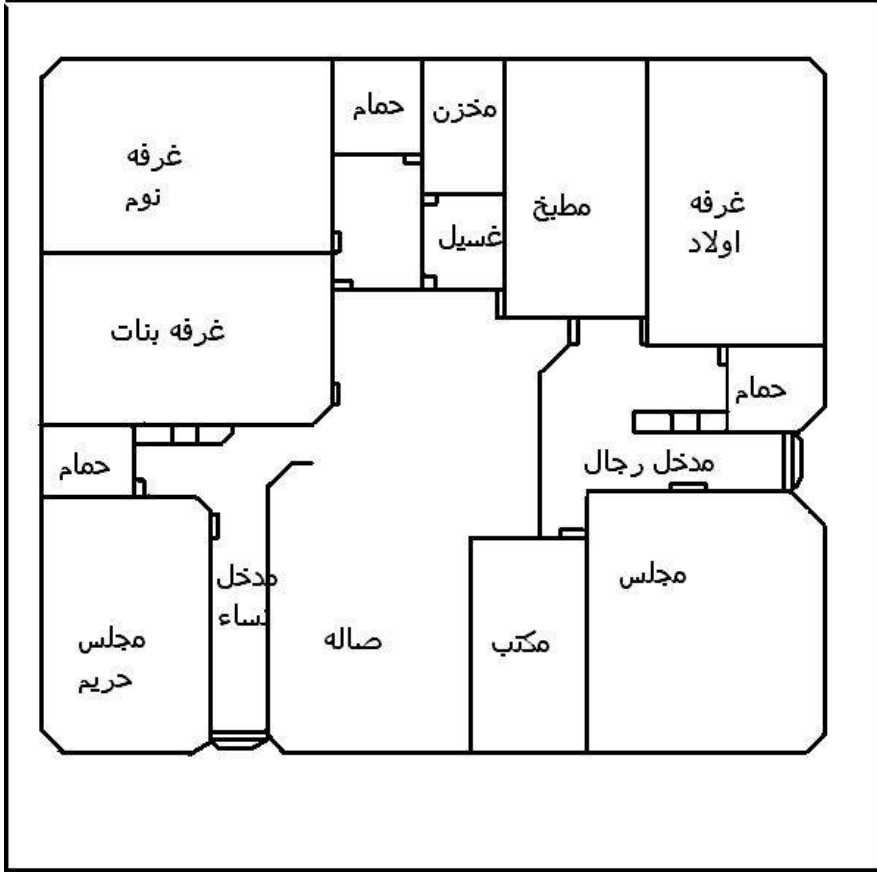 حمام
مخزن
غرفه
نوم
مطبخ
غرفه
اولاد
غسيل
غرفه بنات
حمام
حمام
مدخل رجال
مدخل
نساء
مجلس
مجلس
حريم
صاله
مكتب